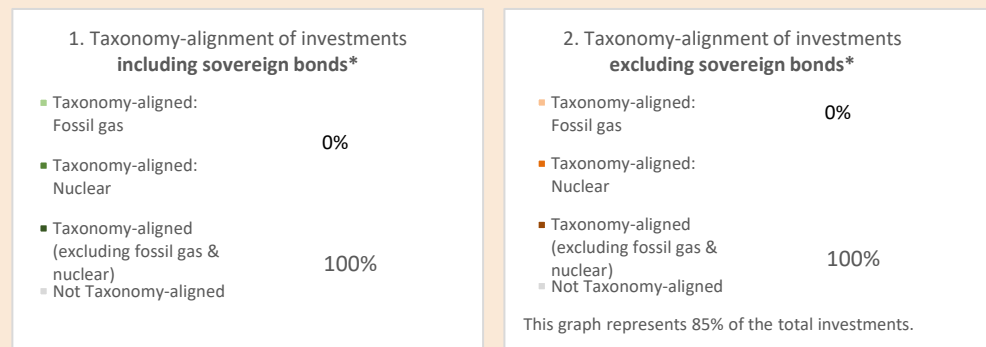 1. Taxonomy-alignment of investments
including sovereign bonds*
Taxonomy-aligned:
Fossil gas
0%
Taxonomy-aligned:
Nuclear
Taxonomy-aligned
(excluding fossil gas &
nuclear)
100%
Not Taxonomy-aligned
2. Taxonomy-alignment of investments
excluding sovereign bonds*
Taxonomy-aligned:
Fossil gas
0%
Taxonomy-aligned:
Nuclear
Taxonomy-aligned
(excluding fossil gas &
nuclear)
100%
Not Taxonomy-aligned
This graph represents 85% of the total investments.